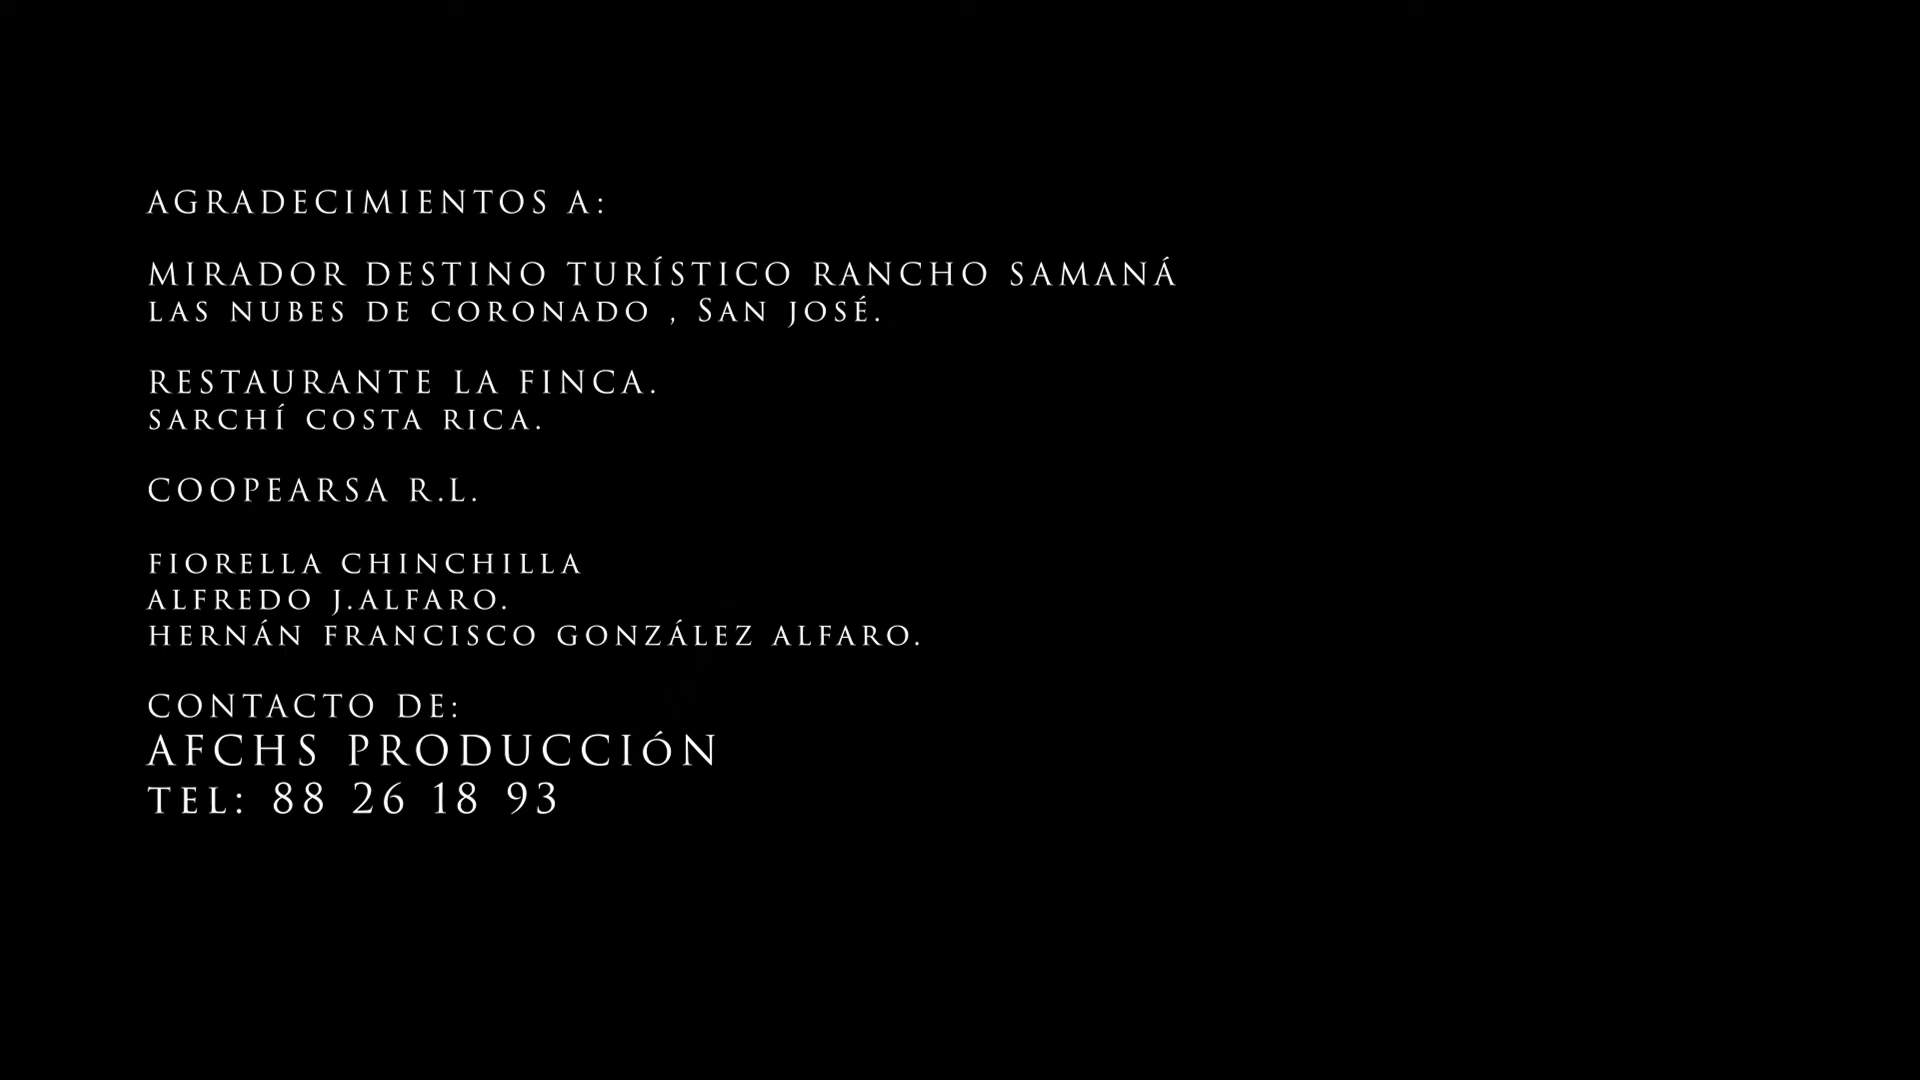 AGRADECIMIENTOS A:
MIRADOR DESTINO TURÍSTICO RANCHO SAMANÁ
LAS NUBES DE CORONADO , SAN JOSÉ.
RESTAURANTE LA FINCA.
SARCHÍ COSTA RICA.
COOPEARSA R.L.
FIORELLA CHINCHILLA
ALFREDO J.ALFARO.
HERNÁN FRANCISCO GONZÁLEZ ALFARO.
CONTACTO DE:
AFCHS PRODUCCIÓN
TEL: 88 26 18 93